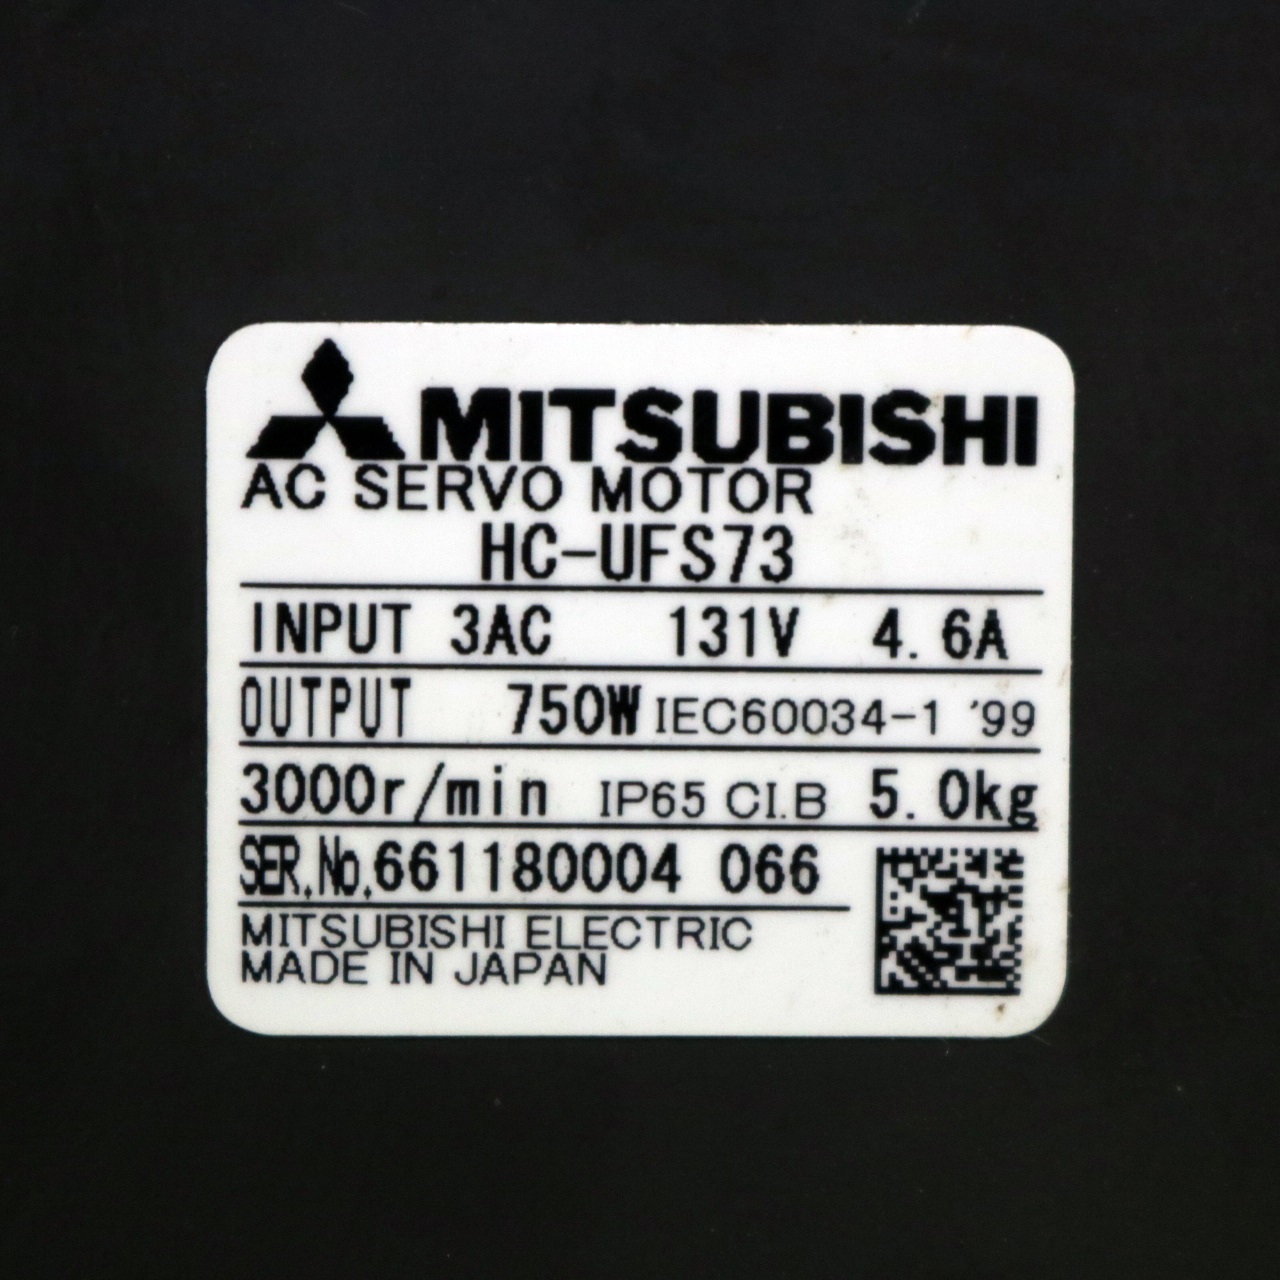 MITSUBISHI
AC SERVO MOTOR
HC-UFS73
INPUT 3AC 131V 4.6A
OUTPUT 750W IEC60034-1 '99
3000r/min IP65 CI.B 5.0kg
SER.No.661180004 066
MITSUBISHI ELECTRIC
MADE IN JAPAN